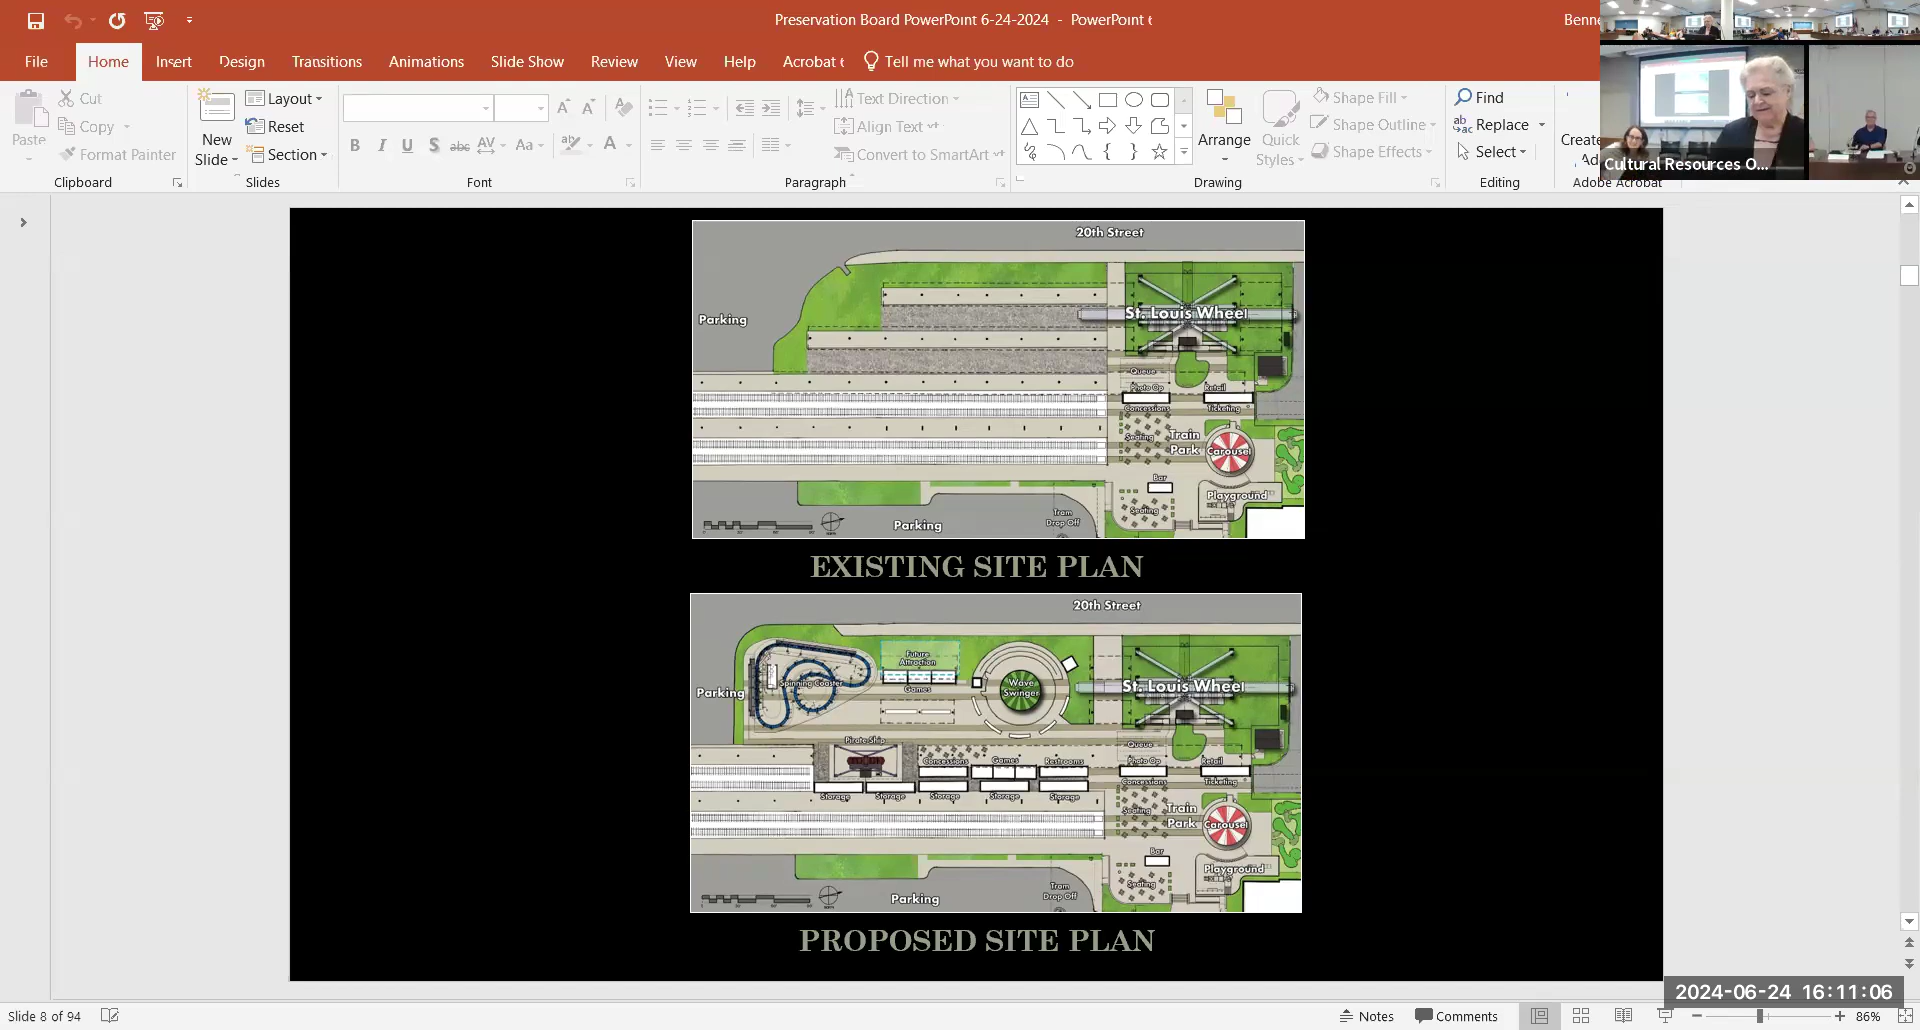 Preservation Board PowerPoint 6-24-2024 - PowerPoint
Benne
File Home Insert Design Transitions Animations Slide Show Review View Help Acrobat Tell me what you want to do
Paste
Cut
Copy
Format Painter
Clipboard
New Slide
Layout
Reset
Section
Slides
Font
Text Direction
Align Text
Convert to SmartArt
Paragraph
Arrange
Quick Styles
Shape Fill
Shape Outline
Shape Effects
Drawing
Find
Replace
Select
Editing
Create
Adobe Acrobat
Cultural Resources O...
20th Street
Parking
St. Louis Wheel
Queue
Photo Op
Retail
Concessions
Ticketing
Seating
Train Park
Carousel
Bar
Playground
Seating
Tram Drop Off
Parking
EXISTING SITE PLAN
20th Street
Future Attraction
Spinning Coaster
Games
Wave Swinger
Parking
St. Louis Wheel
Pirate Ship
Queue
Concessions
Games
Restrooms
Photo Op
Retail
Concessions
Ticketing
Storage
Storage
Storage
Storage
Storage
Seating
Train Park
Carousel
Bar
Playground
Seating
Tram Drop Off
Parking
PROPOSED SITE PLAN
2024-06-24 16:11:06
Slide 8 of 94
Notes
Comments
86%